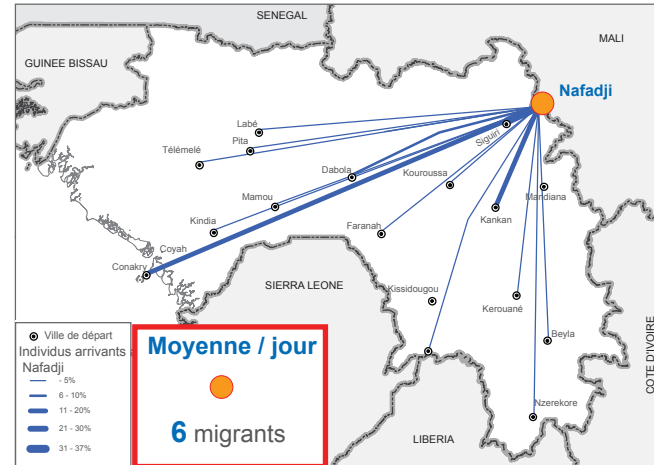 SENEGAL
MALI
GUINEE BISSAU
Nafadji
Labé
Siguiri
Pita
Télémelé
Dabola
Kouroussa
Mandiana
Mamou
Kankan
Kindia
Faranah
Coyah
Conakry
SIERRA LEONE
Kissidougou
Kerouané
Beyla
COTE D'IVOIRE
Nzerekore
LIBERIA
Ville de départ
Individus arrivants à
Nafadji
- 5%
6 - 10%
11 - 20%
21 - 30%
31 - 37%
Moyenne / jour
6 migrants